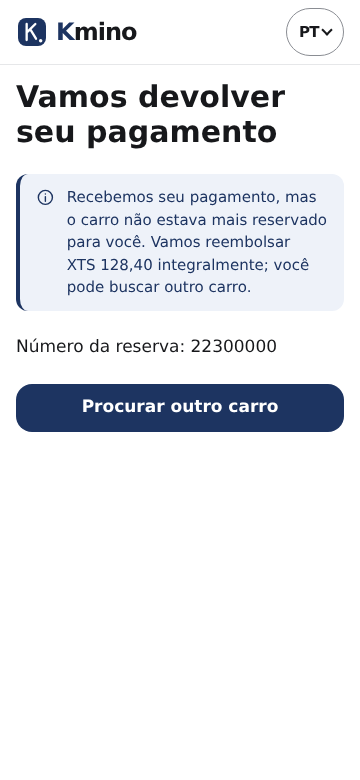 K. Kmino
PT
Vamos devolver
seu pagamento
Recebemos seu pagamento, mas
o carro não estava mais reservado
para você. Vamos reembolsar
XTS 128,40 integralmente; você
pode buscar outro carro.
Número da reserva: 22300000
Procurar outro carro